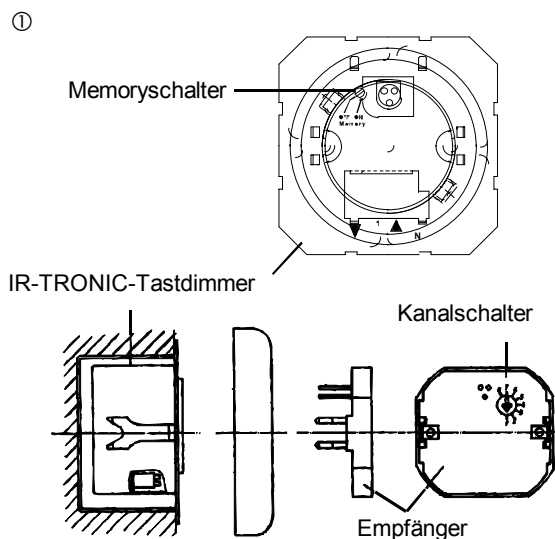 ①
Memoryschalter
OFF ON
Memory
1
N
IR-TRONIC-Tastdimmer
Kanalschalter
Empfänger